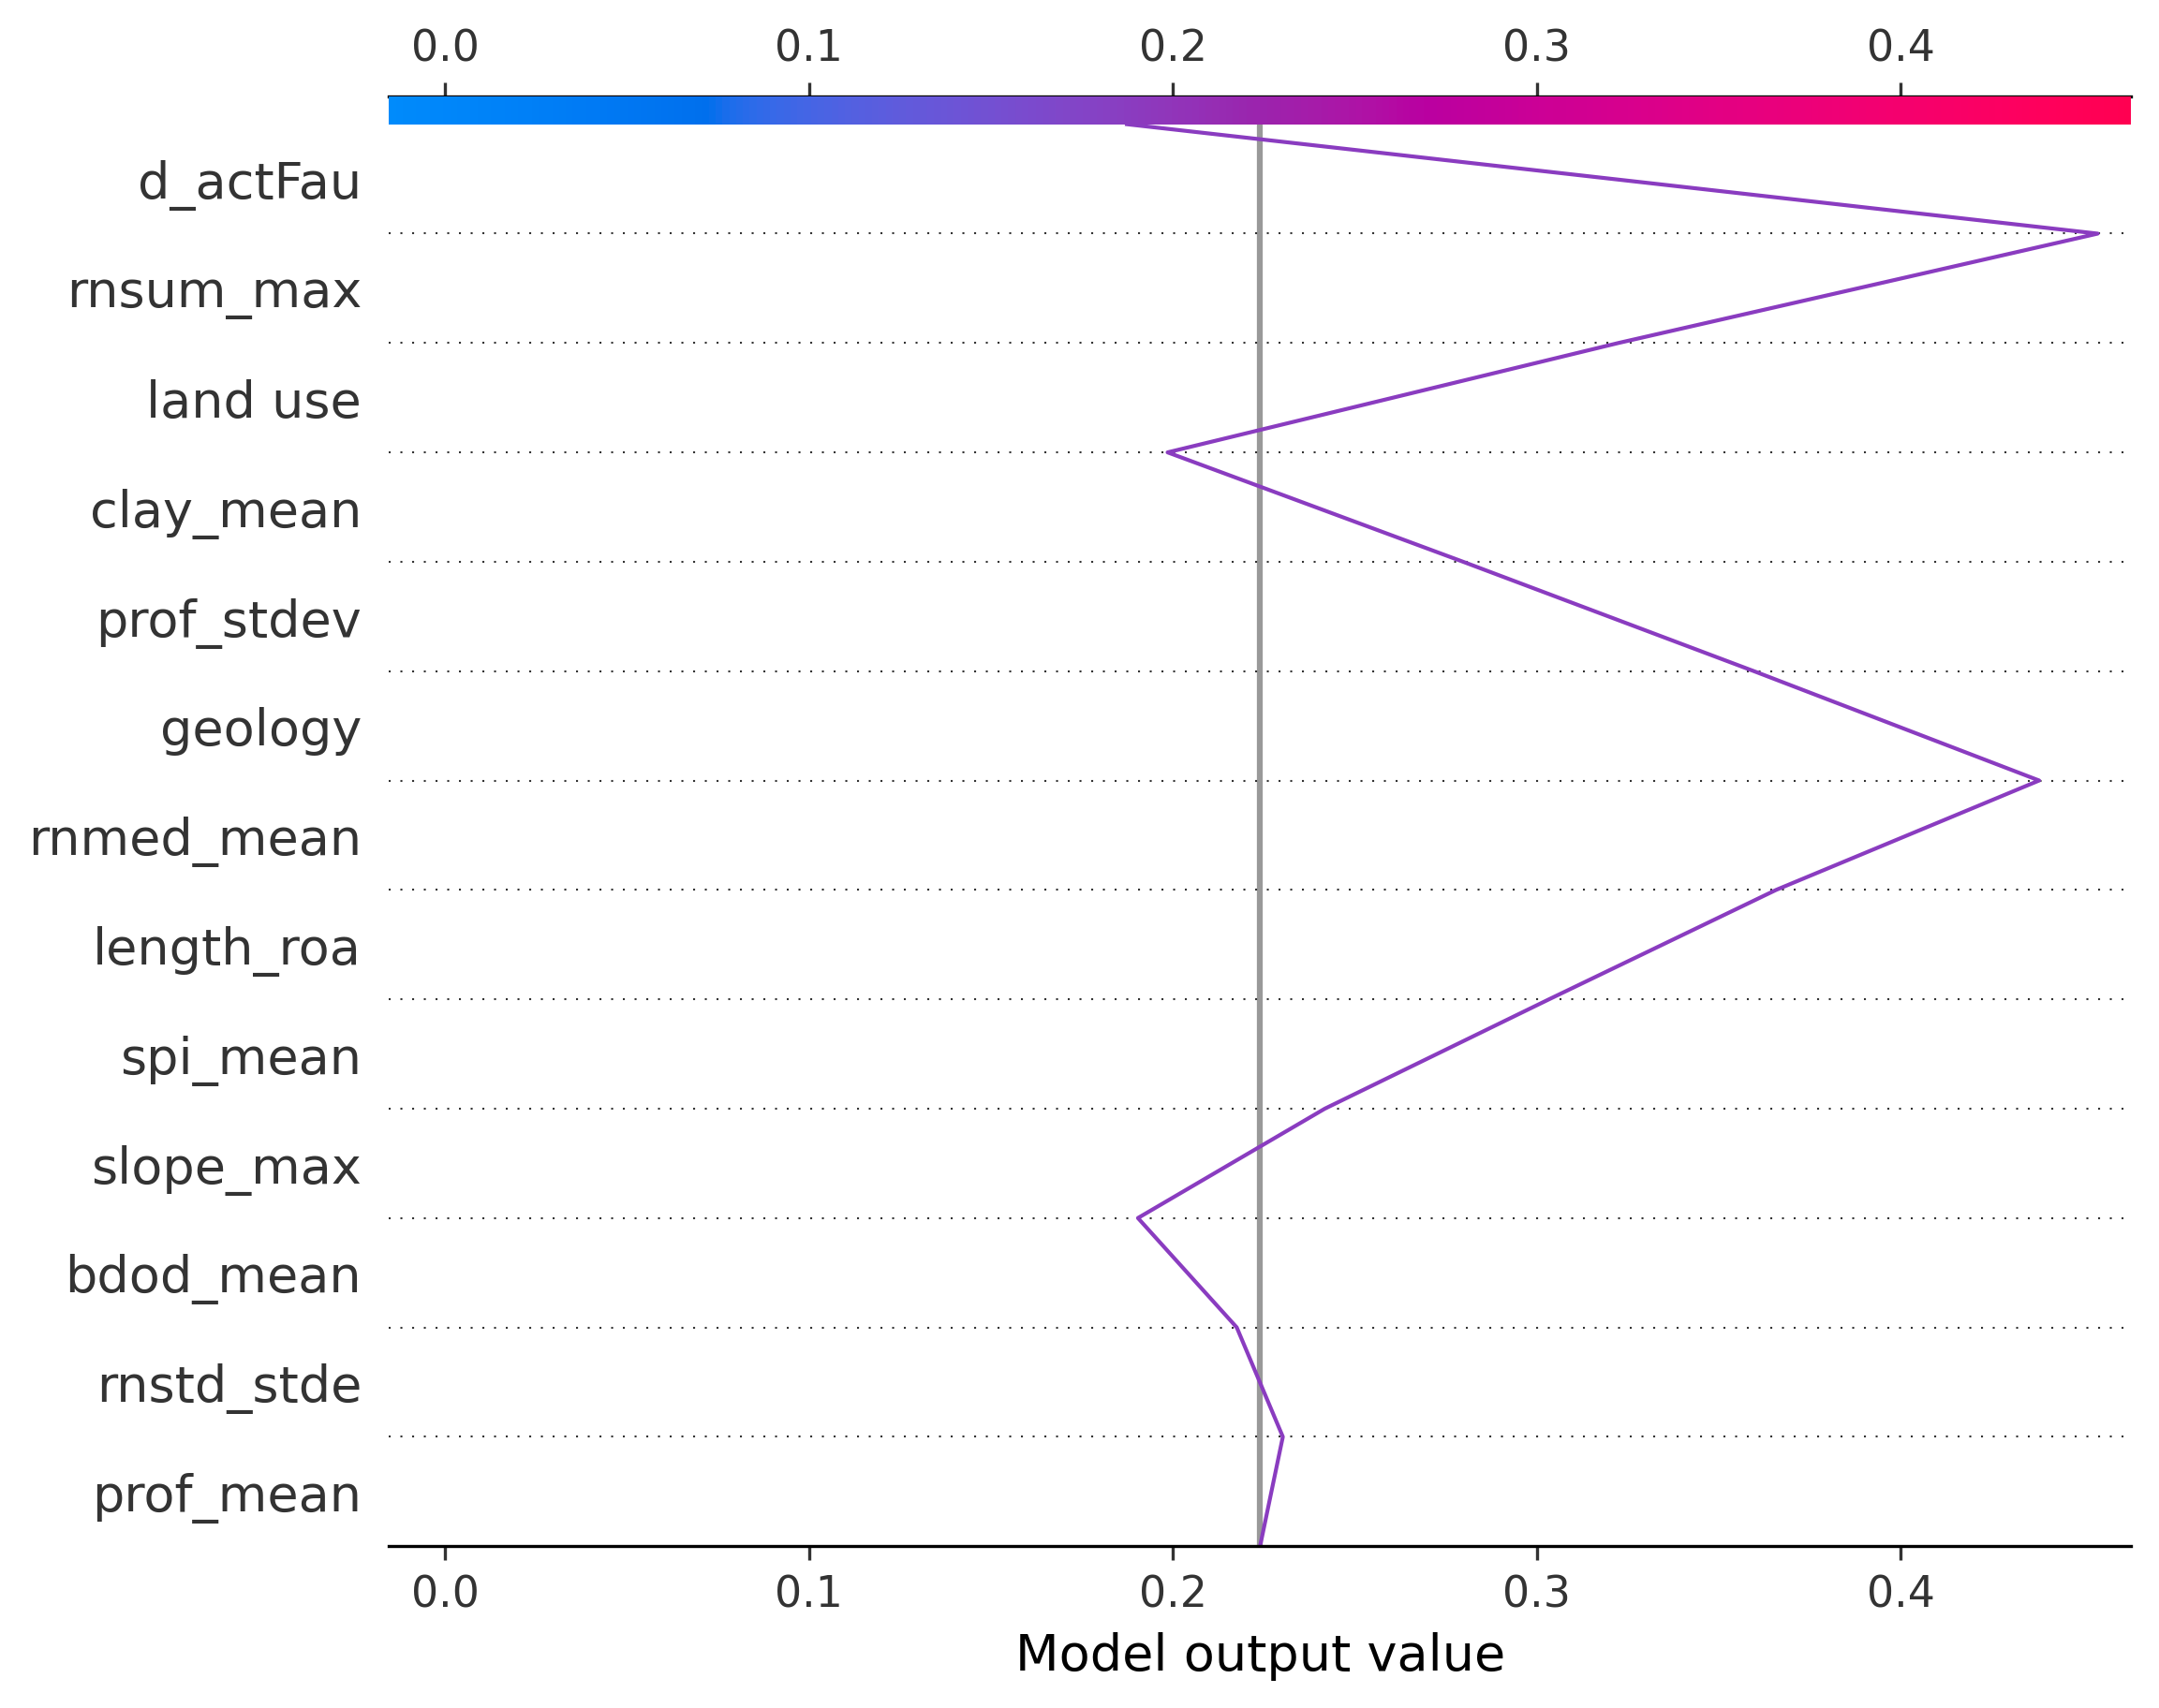 0.0 0.1 0.2 0.3 0.4
d_actFau
rnsum_max
land use
clay_mean
prof_stdev
geology
rnmed_mean
length_roa
spi_mean
slope_max
bdod_mean
rnstd_stde
prof_mean
0.0 0.1 0.2 0.3 0.4
Model output value